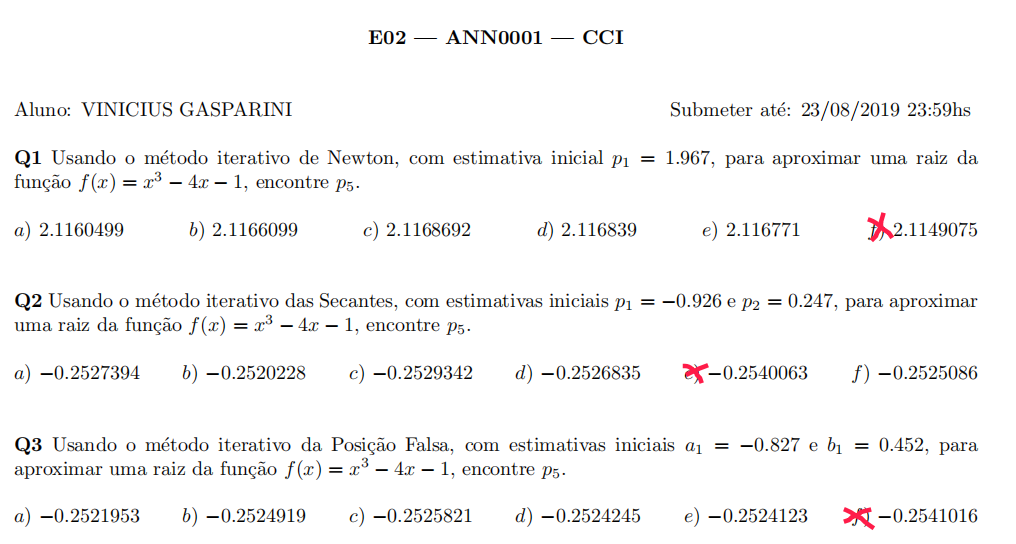 E02 — ANN0001 — CCI
Aluno: VINICIUS GASPARINI Submeter até: 23/08/2019 23:59hs
Q1 Usando o método iterativo de Newton, com estimativa inicial p₁ = 1.967, para aproximar uma raiz da
função f(x) = x³ − 4x − 1, encontre p₅.
a) 2.1160499 b) 2.1166099 c) 2.1168692 d) 2.116839 e) 2.116771 f) 2.1149075
Q2 Usando o método iterativo das Secantes, com estimativas iniciais p₁ = −0.926 e p₂ = 0.247, para aproximar
uma raiz da função f(x) = x³ − 4x − 1, encontre p₅.
a) −0.2527394 b) −0.2520228 c) −0.2529342 d) −0.2526835 e) −0.2540063 f) −0.2525086
Q3 Usando o método iterativo da Posição Falsa, com estimativas iniciais a₁ = −0.827 e b₁ = 0.452, para
aproximar uma raiz da função f(x) = x³ − 4x − 1, encontre p₅.
a) −0.2521953 b) −0.2524919 c) −0.2525821 d) −0.2524245 e) −0.2524123 f) −0.2541016